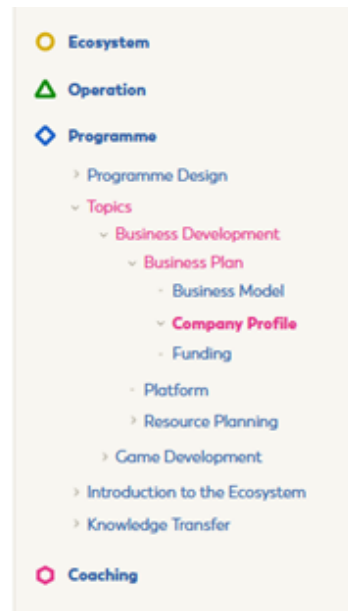 Ecosystem
Operation
Programme
Programme Design
Topics
Business Development
Business Plan
Business Model
Company Profile
Funding
Platform
Resource Planning
Game Development
Introduction to the Ecosystem
Knowledge Transfer
Coaching